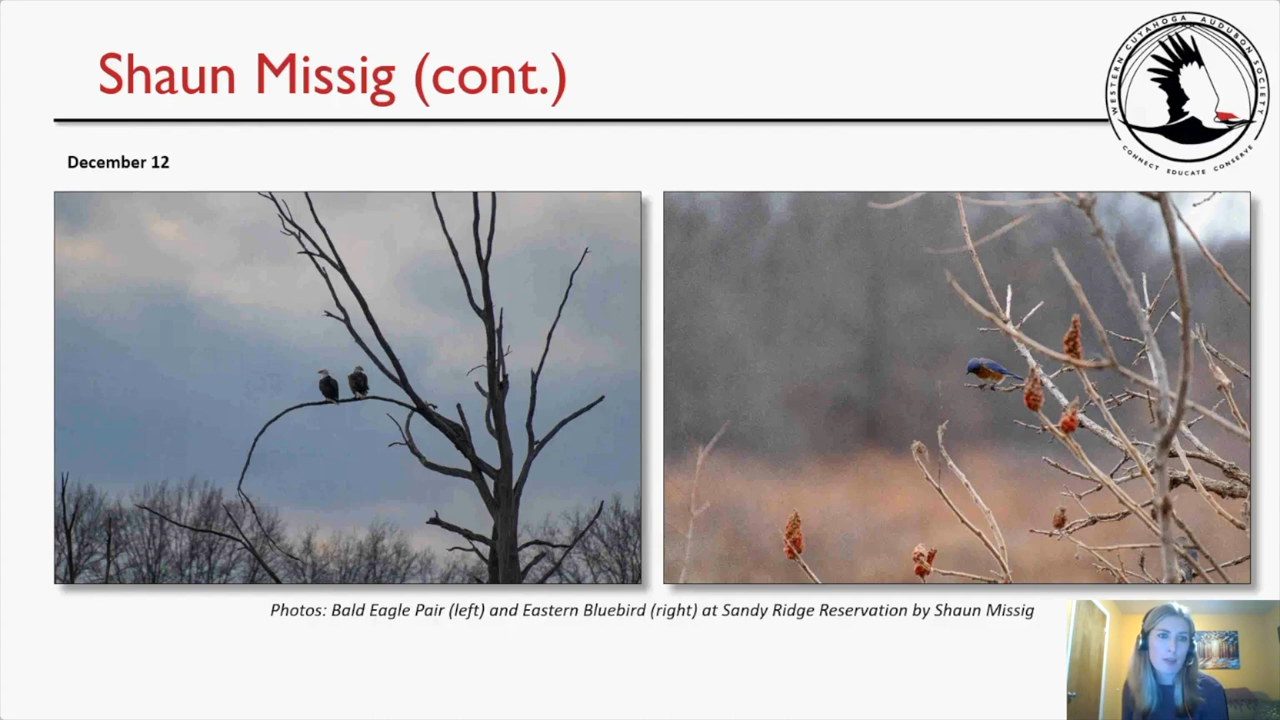 Shaun Missig (cont.)
WESTERN CUYAHOGA AUDUBON SOCIETY
CONNECT EDUCATE CONSERVE
December 12
Photos: Bald Eagle Pair (left) and Eastern Bluebird (right) at Sandy Ridge Reservation by Shaun Missig